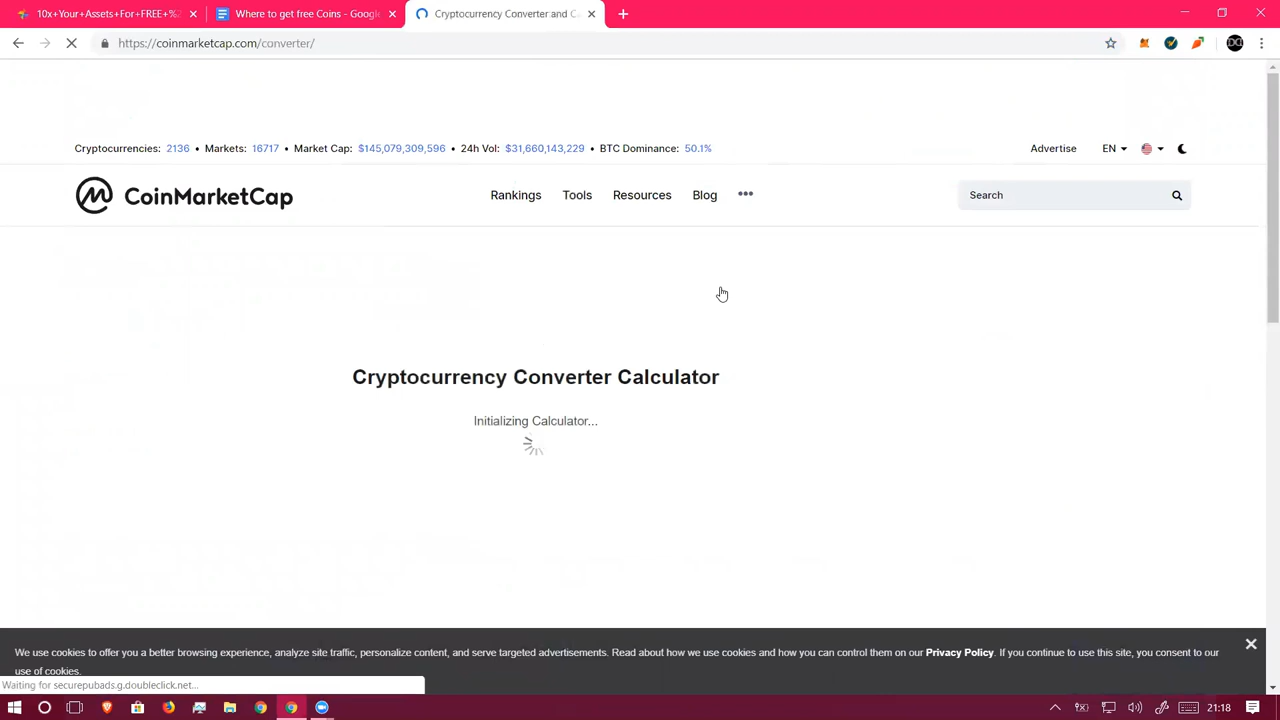 10x+Your+Assets+For+FREE+%
Where to get free Coins - Google
Cryptocurrency Converter and C
https://coinmarketcap.com/converter/
Cryptocurrencies: 2136 • Markets: 16717 • Market Cap: $145,079,309,596 • 24h Vol: $31,660,143,229 • BTC Dominance: 50.1%
Advertise EN
CoinMarketCap
Rankings Tools Resources Blog •••
Search
Cryptocurrency Converter Calculator
Initializing Calculator...
We use cookies to offer you a better browsing experience, analyze site traffic, personalize content, and serve targeted advertisements. Read about how we use cookies and how you can control them on our Privacy Policy. If you continue to use this site, you consent to our
use of cookies.
Waiting for securepubads.g.doubleclick.net...
21:18